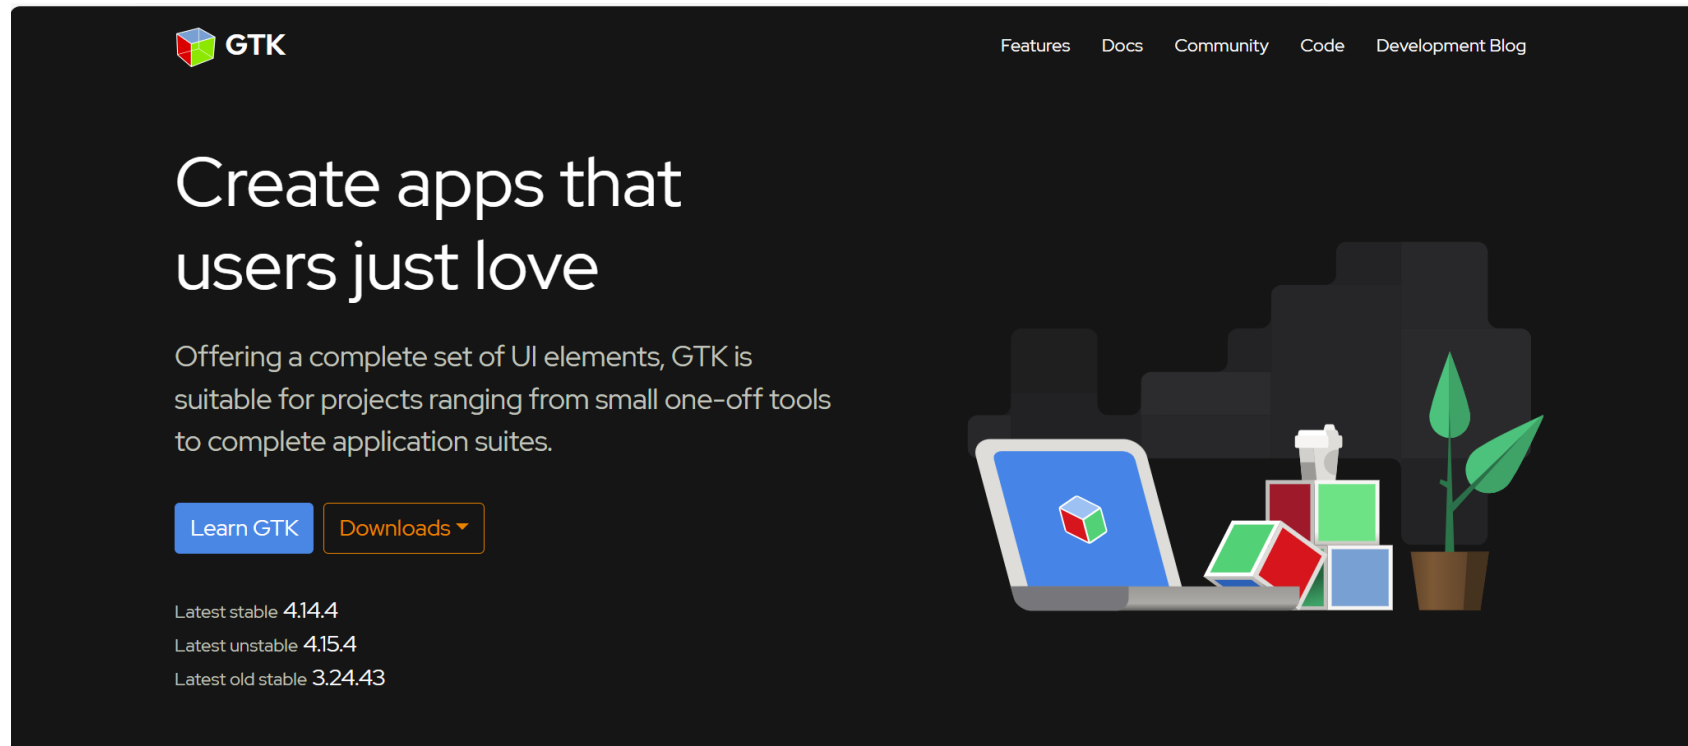 GTK
Features Docs Community Code Development Blog
Create apps that
users just love
Offering a complete set of UI elements, GTK is
suitable for projects ranging from small one-off tools
to complete application suites.
Learn GTK Downloads
Latest stable 4.14.4
Latest unstable 4.15.4
Latest old stable 3.24.43